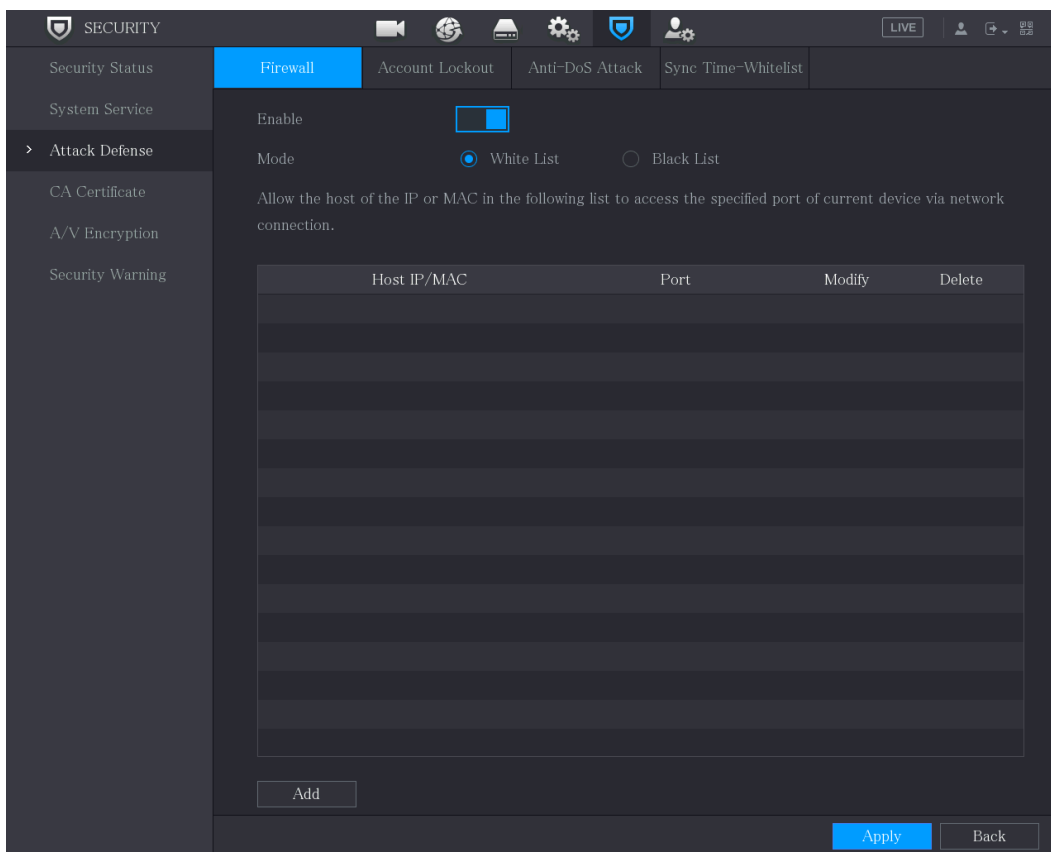 SECURITY
LIVE
Security Status
System Service
Attack Defense
CA Certificate
A/V Encryption
Security Warning
Firewall Account Lockout Anti-DoS Attack Sync Time-Whitelist
Enable
Mode White List Black List
Allow the host of the IP or MAC in the following list to access the specified port of current device via network
connection.
Host IP/MAC Port Modify Delete
Add
Apply Back